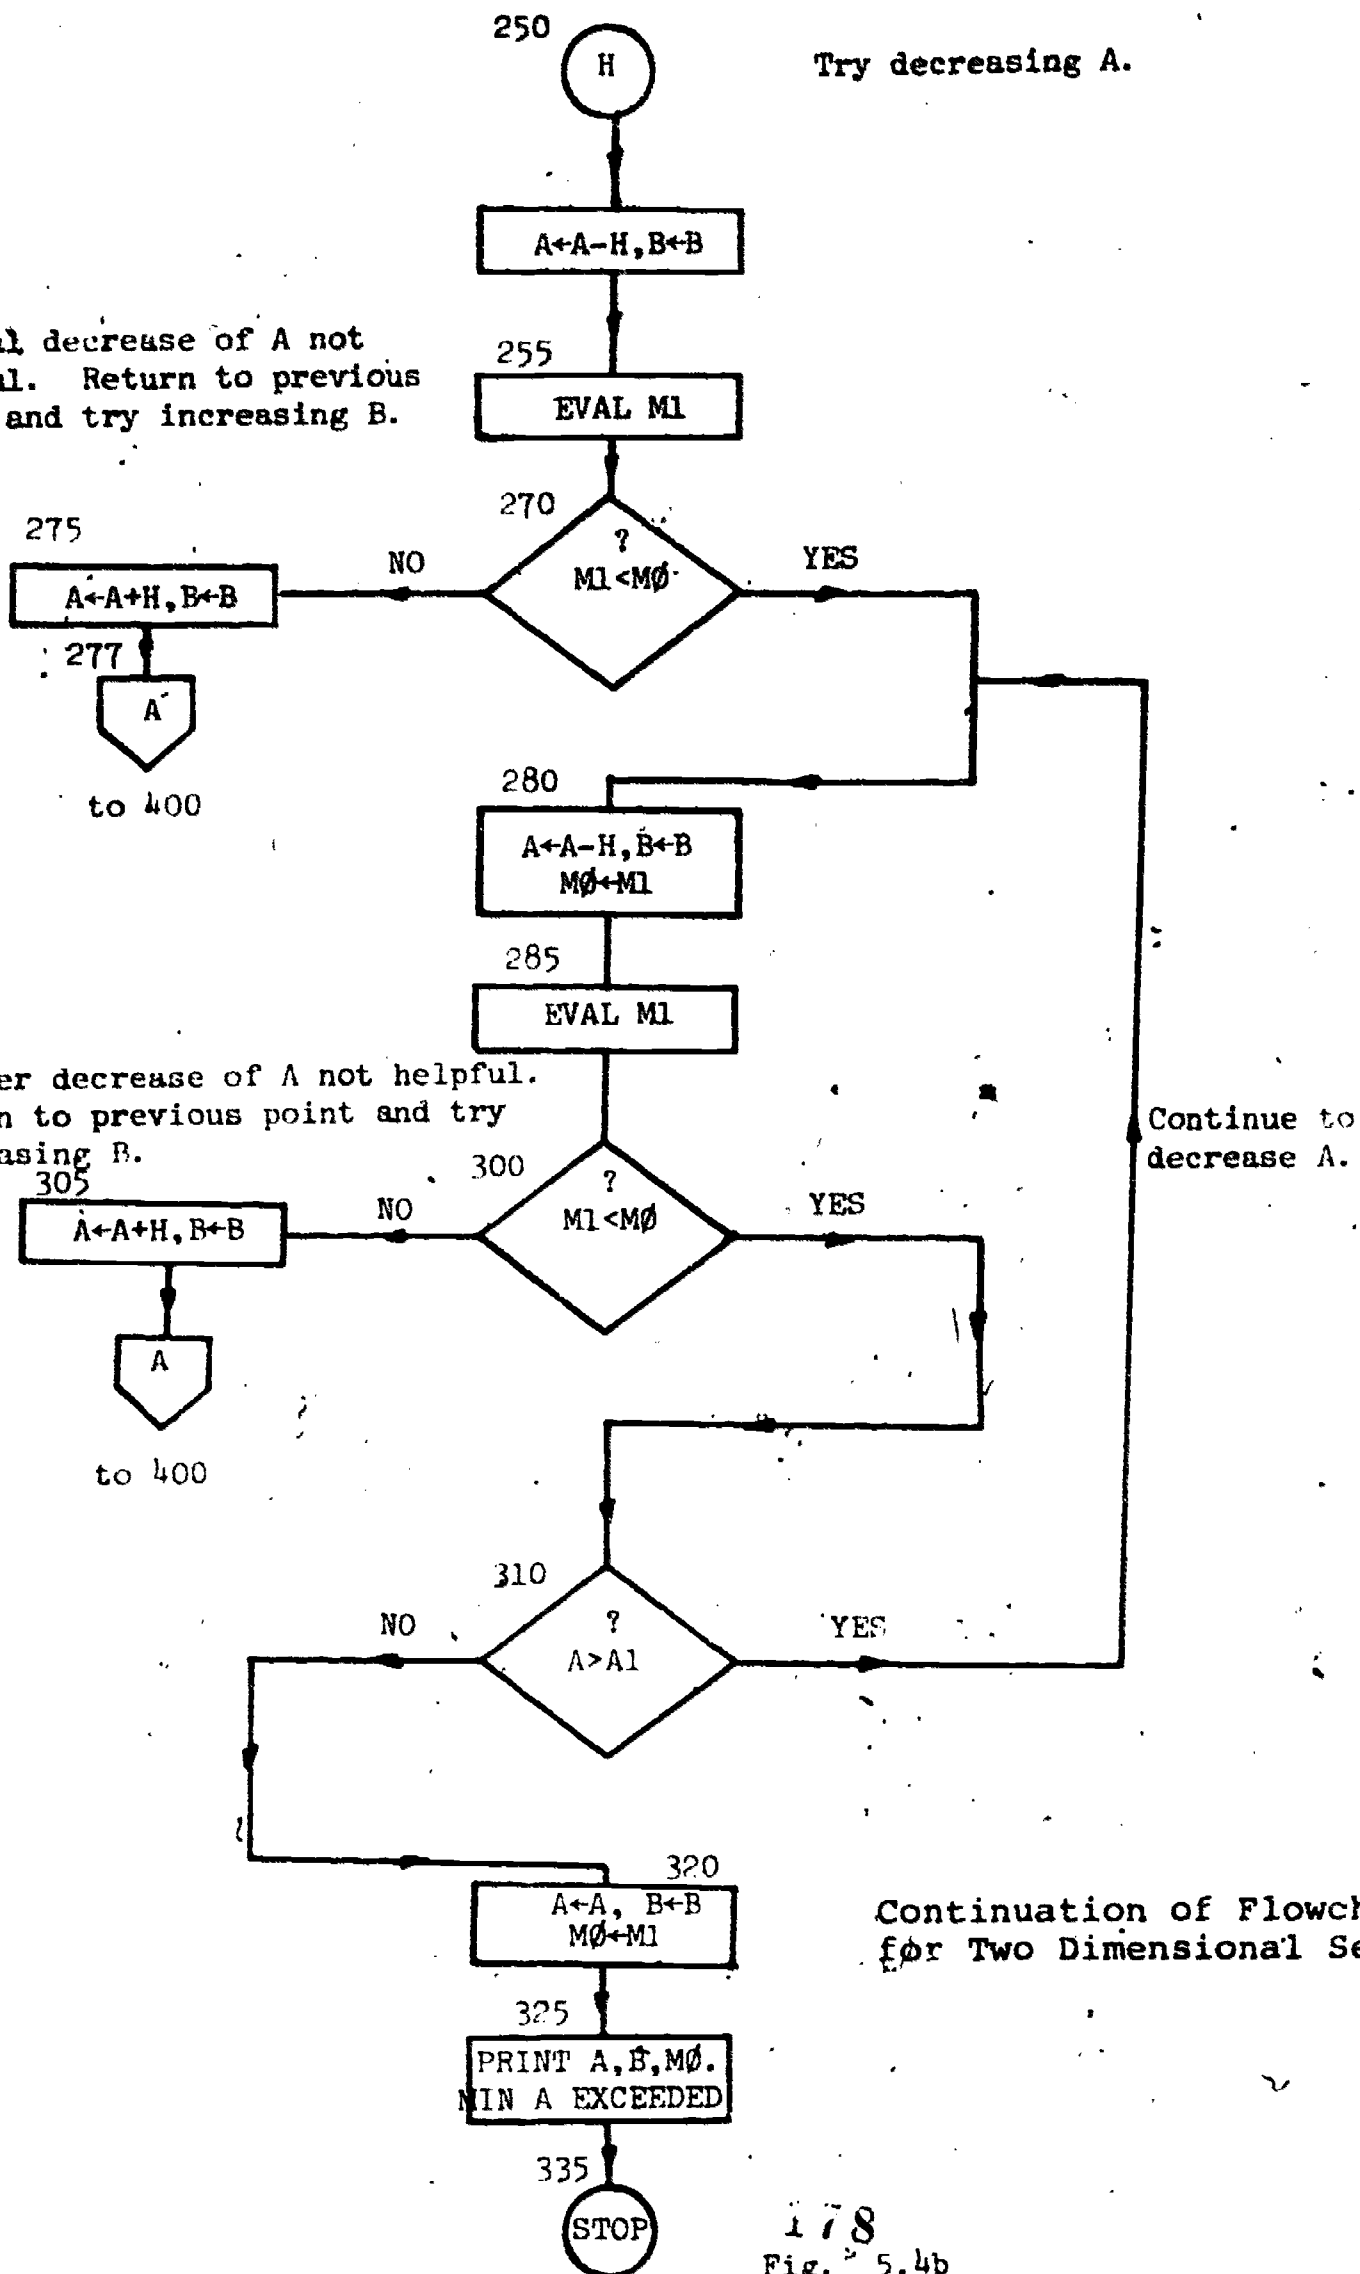 250
H
Try decreasing A.
A←A-H,B←B
decrease of A not
Return to previous
and try increasing B.
255
EVAL M1
270
?
M1<MØ
NO
YES
275
A←A+H,B←B
277
A
to 400
280
A←A-H,B←B
MØ←M1
285
EVAL M1
decrease of A not helpful.
to previous point and try
B.
300
?
M1<MØ
NO
YES
Continue to
decrease A.
305
A←A+H,B←B
A
to 400
310
?
A>A1
NO
YES
320
A←A, B←B
MØ←M1
Continuation of
for Two Dimensional
325
PRINT A,B,MØ.
MIN A EXCEEDED
335
STOP
178
Fig. 5.4b